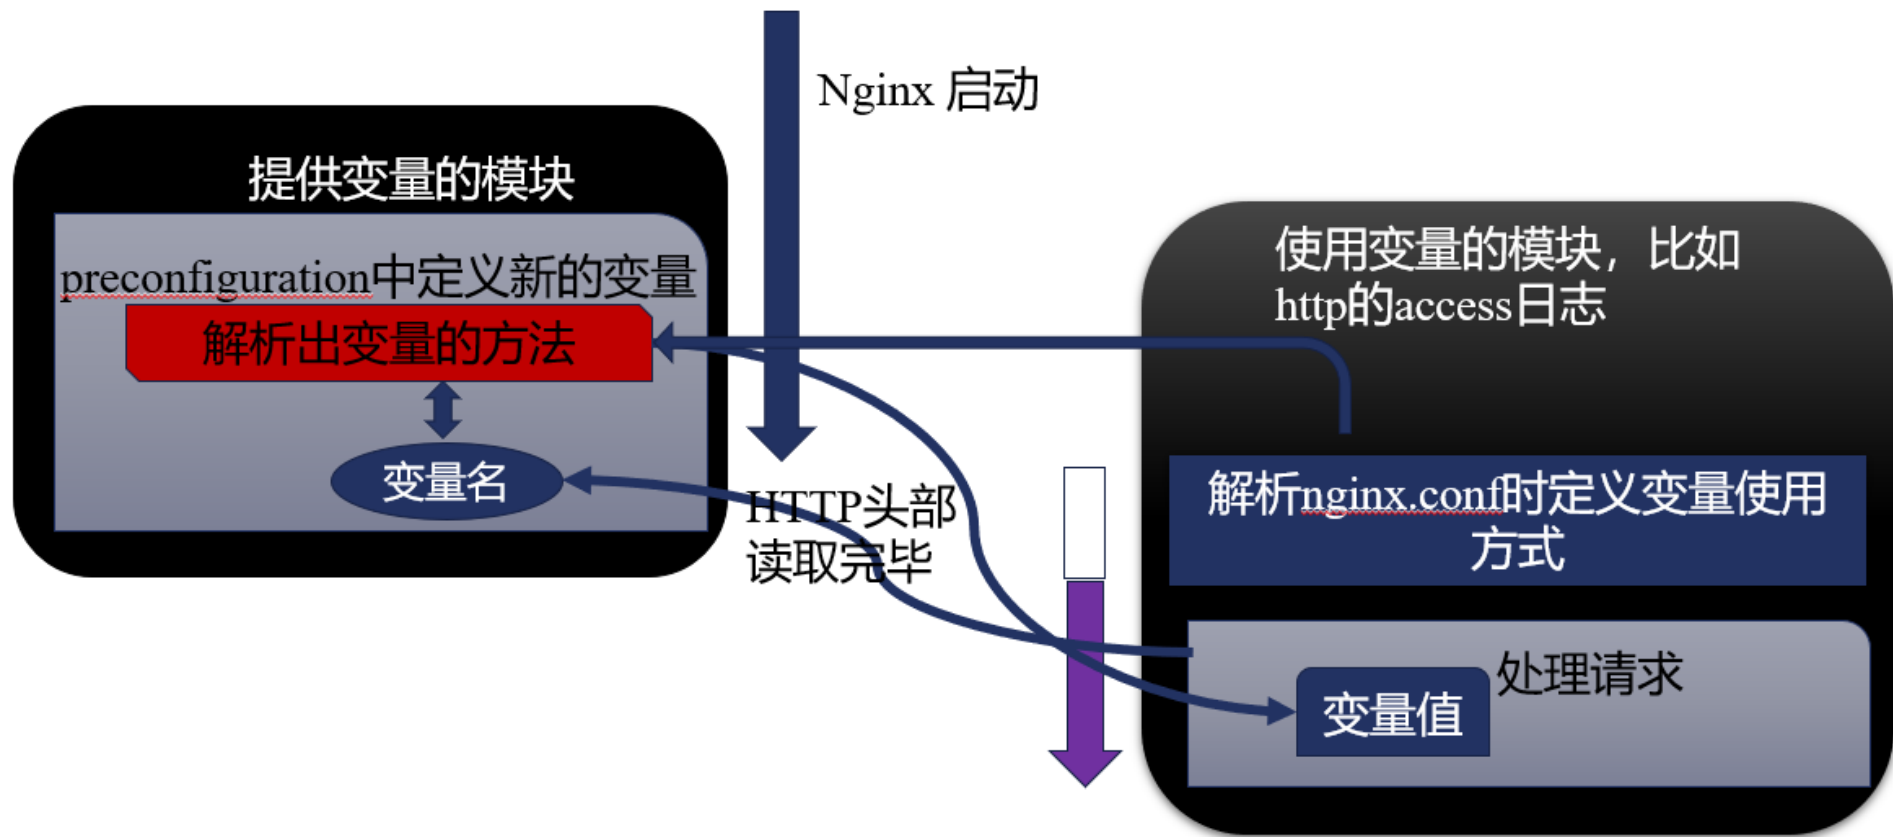 Nginx 启动
提供变量的模块
preconfiguration中定义新的变量
解析出变量的方法
变量名
HTTP头部
读取完毕
使用变量的模块，比如
http的access日志
解析nginx.conf时定义变量使用
方式
处理请求
变量值